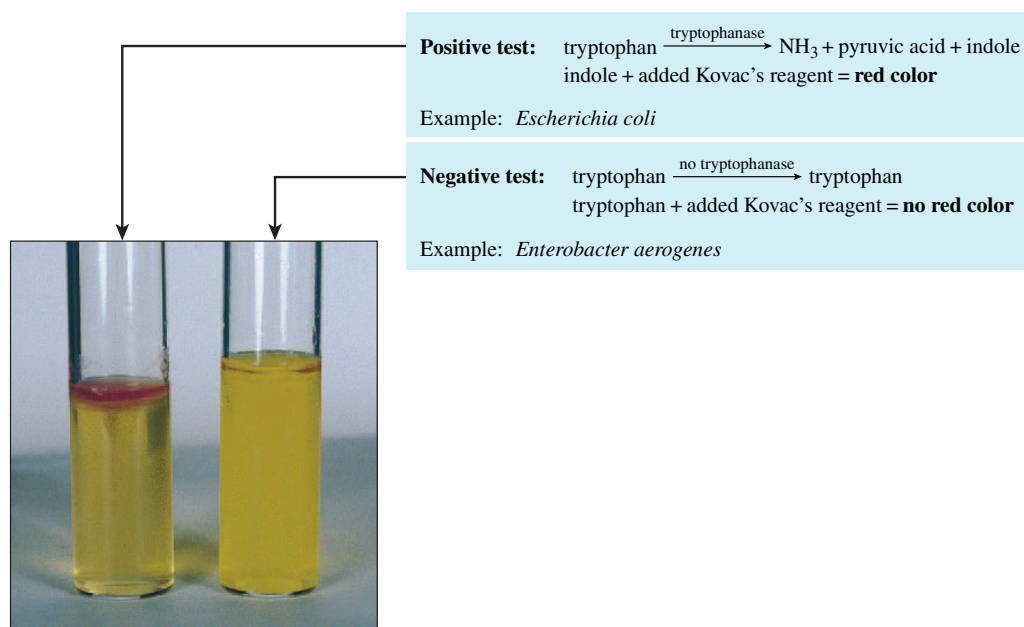 Positive test: tryptophan tryptophanase NH3 + pyruvic acid + indole
indole + added Kovac's reagent = red color
Example: Escherichia coli
Negative test: tryptophan no tryptophanase tryptophan
tryptophan + added Kovac's reagent = no red color
Example: Enterobacter aerogenes